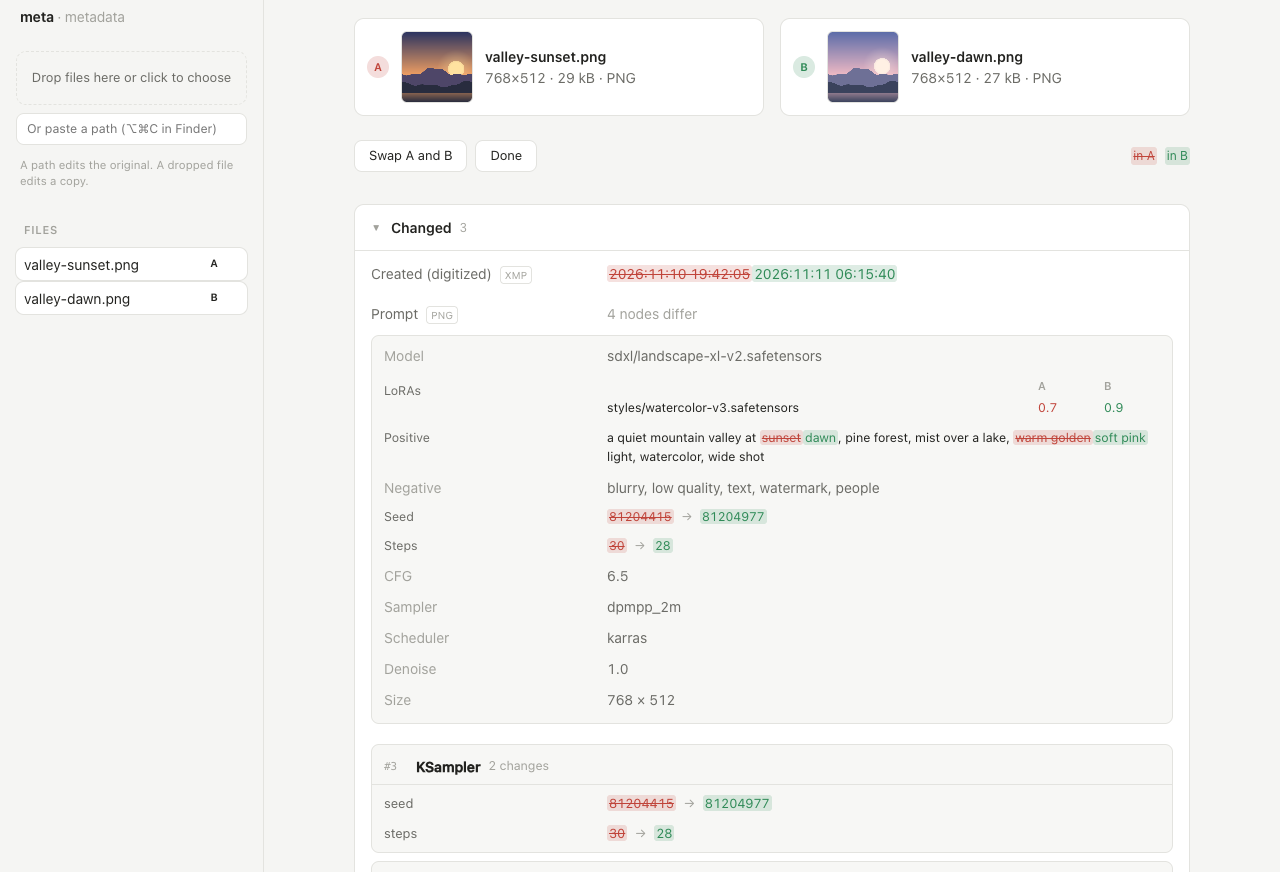 meta · metadata
Drop files here or click to choose
Or paste a path (⌥⌘C in Finder)
A path edits the original. A dropped file
edits a copy.
FILES
valley-sunset.png A
valley-dawn.png B
A valley-sunset.png
768×512 · 29 kB · PNG
B valley-dawn.png
768×512 · 27 kB · PNG
Swap A and B Done in A in B
▼ Changed 3
Created (digitized) XMP 2026:11:10 19:42:05 2026:11:11 06:15:40
Prompt PNG 4 nodes differ
Model sdxl/landscape-xl-v2.safetensors
LoRAs A B
styles/watercolor-v3.safetensors 0.7 0.9
Positive a quiet mountain valley at sunset dawn, pine forest, mist over a lake, warm golden soft pink
light, watercolor, wide shot
Negative blurry, low quality, text, watermark, people
Seed 81204415 → 81204977
Steps 30 → 28
CFG 6.5
Sampler dpmpp_2m
Scheduler karras
Denoise 1.0
Size 768 × 512
#3 KSampler 2 changes
seed 81204415 → 81204977
steps 30 → 28